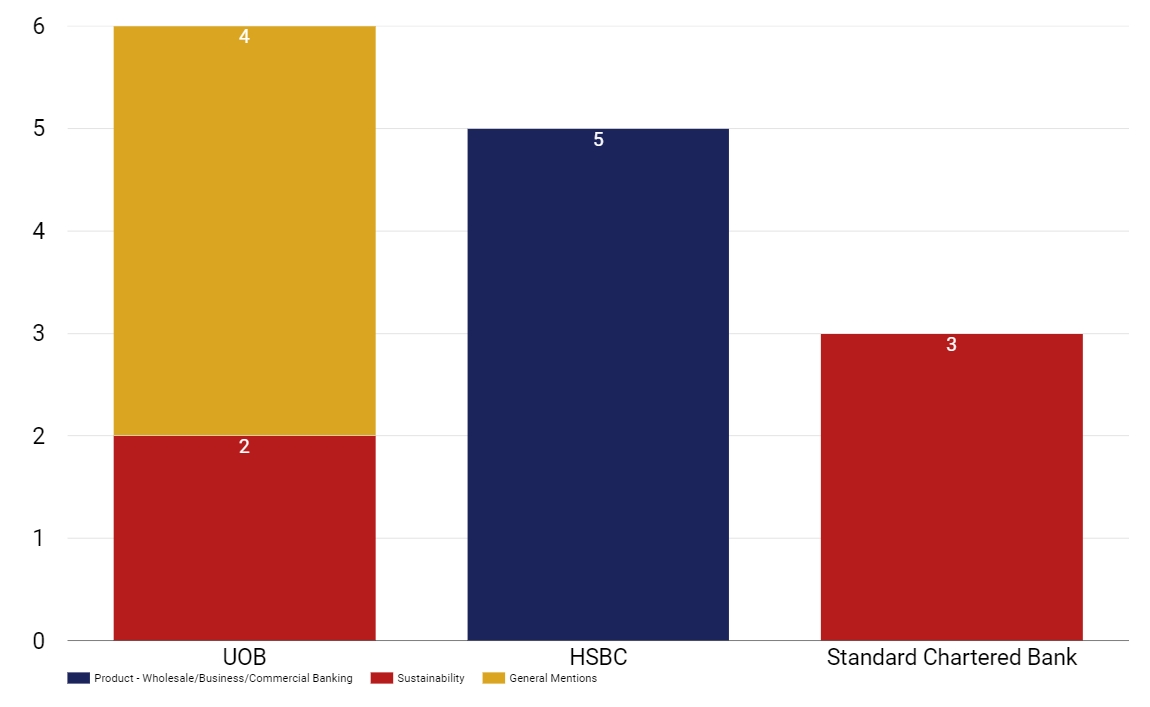 6
4
5
5
4
3
3
2
2
1
0
UOB
HSBC
Standard Chartered Bank
Product - Wholesale/Business/Commercial Banking
Sustainability
General Mentions